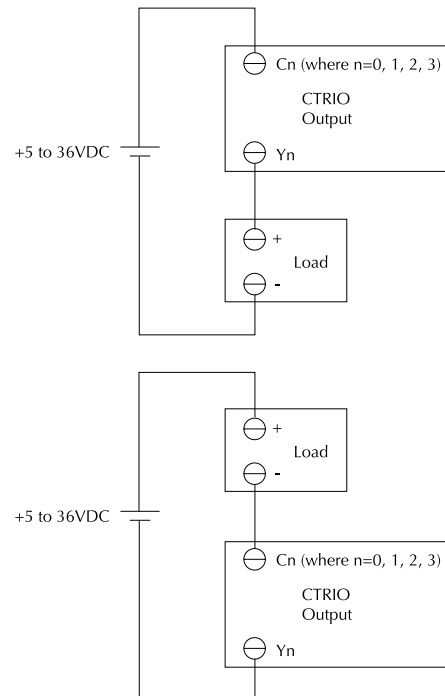 Cn (where n=0, 1, 2, 3)
CTRIO
Output
Yn
+5 to 36VDC
+
Load
-
+
Load
-
+5 to 36VDC
Cn (where n=0, 1, 2, 3)
CTRIO
Output
Yn